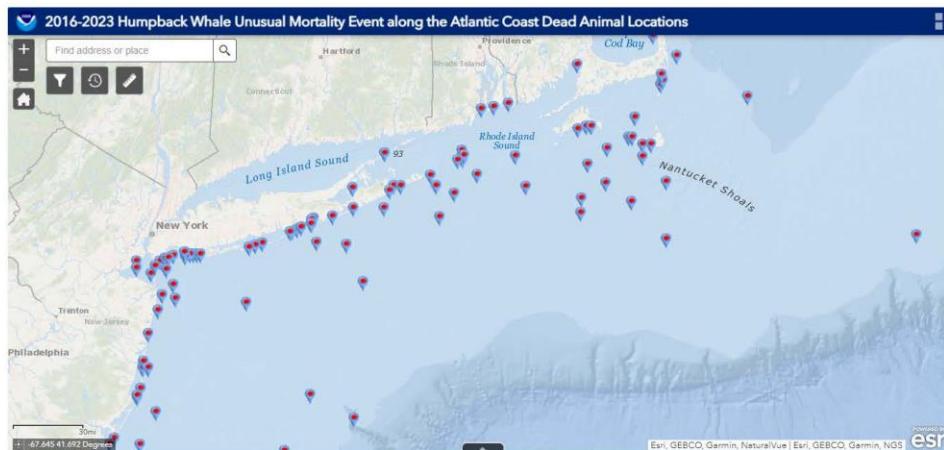 2016-2023 Humpback Whale Unusual Mortality Event along the Atlantic Coast Dead Animal Locations
+
Find address or place
−
Hartford
Providence
Cod Bay
Rhode Island
Connecticut
Rhode Island
Sound
93
Long Island Sound
Nantucket Shoals
New York
Trenton
New Jersey
Philadelphia
30mi
-67.645 41.692 Degrees
Esri, GEBCO, Garmin, NaturalVue | Esri, GEBCO, Garmin, NGS
POWERED BY
esri